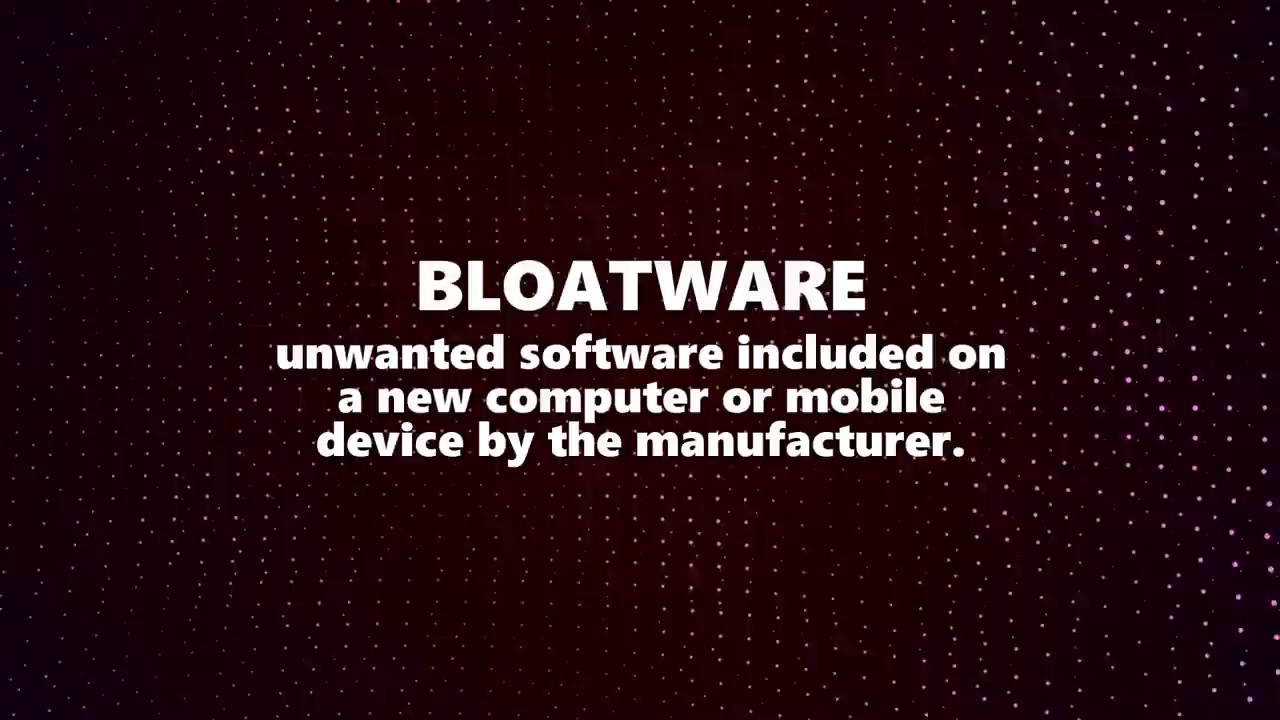 BLOATWARE
unwanted software included on
a new computer or mobile
device by the manufacturer.